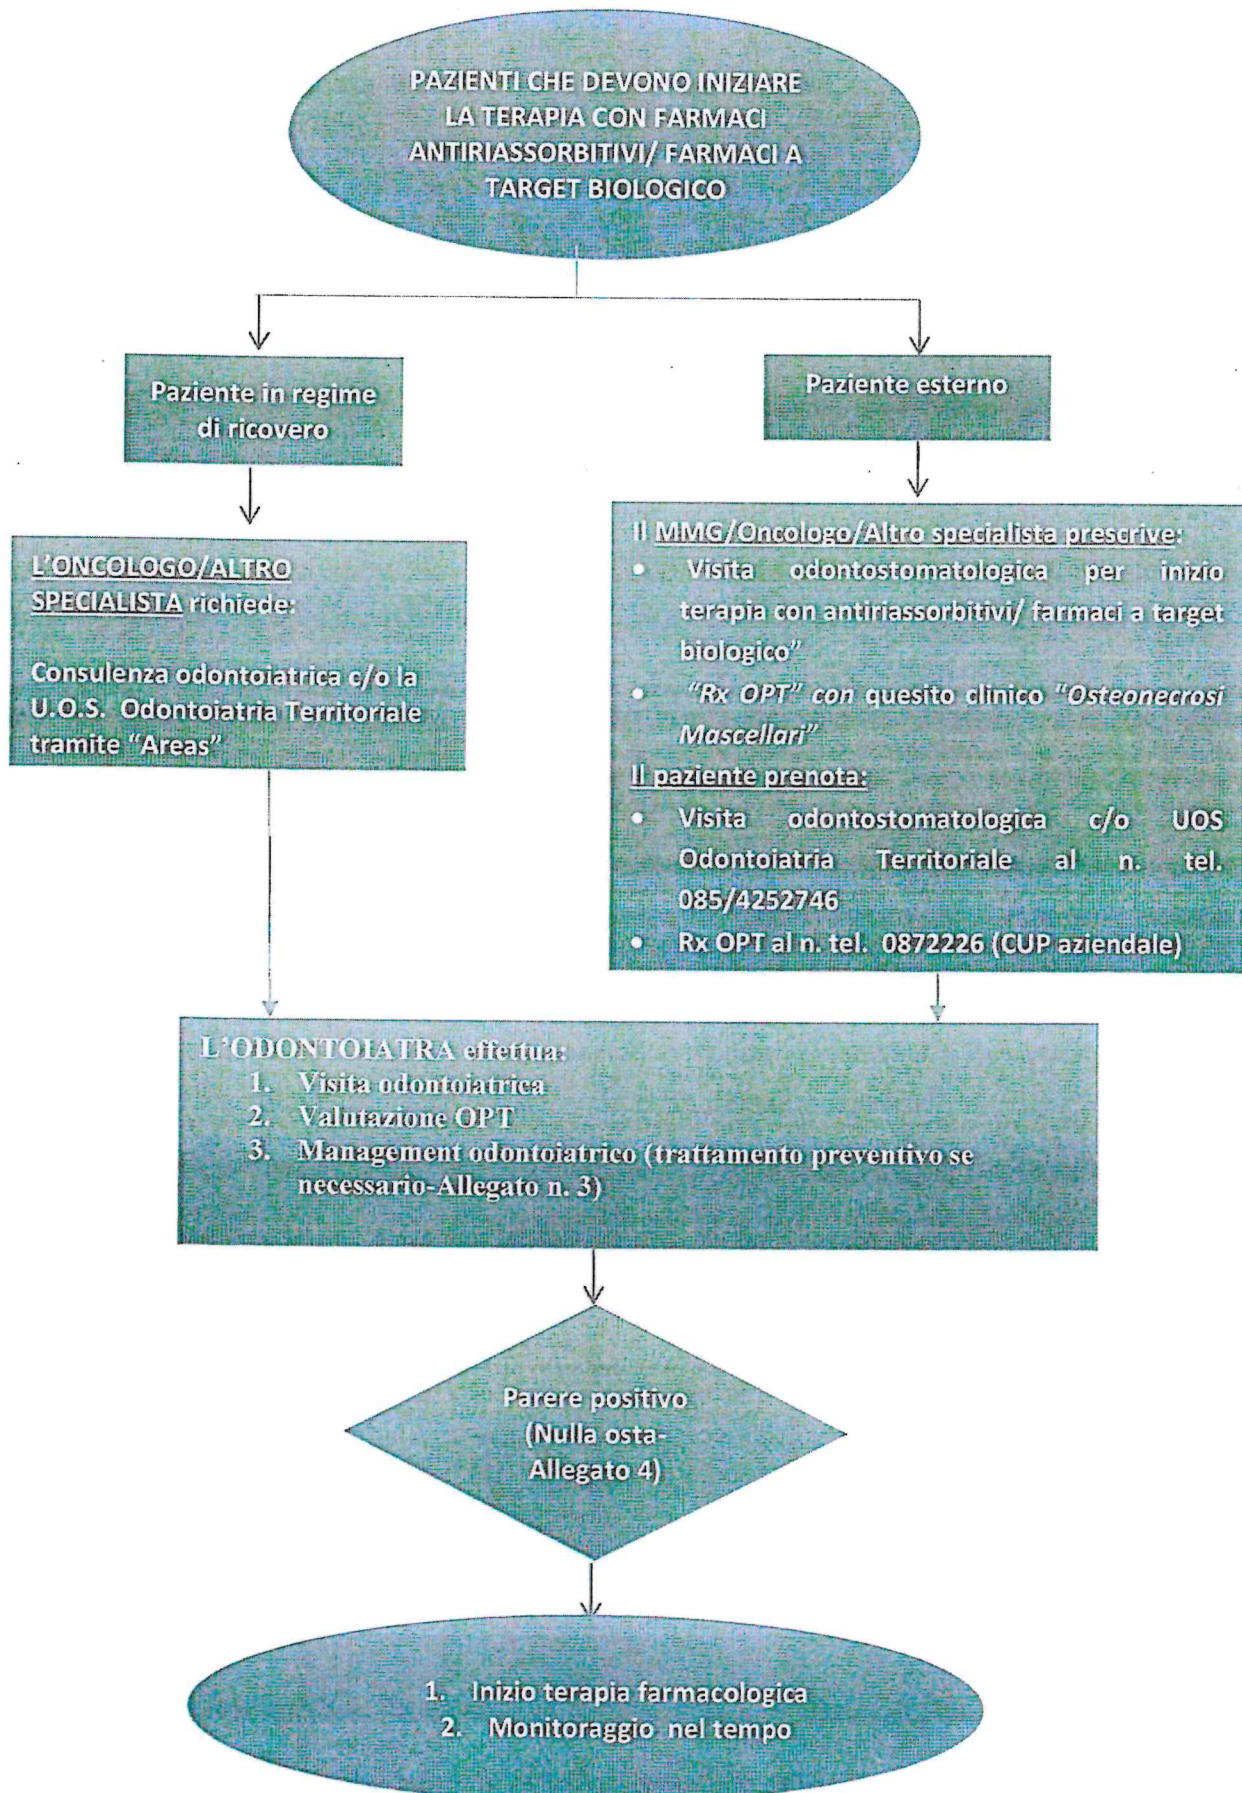 PAZIENTI CHE DEVONO INIZIARE
LA TERAPIA CON FARMACI
ANTIRIASSORBITIVI/ FARMACI A
TARGET BIOLOGICO
Paziente in regime
di ricovero
Paziente esterno
L'ONCOLOGO/ALTRO
SPECIALISTA richiede:
Consulenza odontoiatrica c/o la
U.O.S. Odontoiatria Territoriale
tramite "Areas"
Il MMG/Oncologo/Altro specialista prescrive:
• Visita odontostomatologica per inizio
terapia con antiriassorbitivi/ farmaci a target
biologico"
• "Rx OPT" con quesito clinico "Osteonecrosi
Mascellari"
Il paziente prenota:
• Visita odontostomatologica c/o UOS
Odontoiatria Territoriale al n. tel.
085/4252746
• Rx OPT al n. tel. 0872226 (CUP aziendale)
L'ODONTOIATRA effettua:
1. Visita odontoiatrica
2. Valutazione OPT
3. Management odontoiatrico (trattamento preventivo se
necessario-Allegato n. 3)
Parere positivo
(Nulla osta-
Allegato 4)
1. Inizio terapia farmacologica
2. Monitoraggio nel tempo